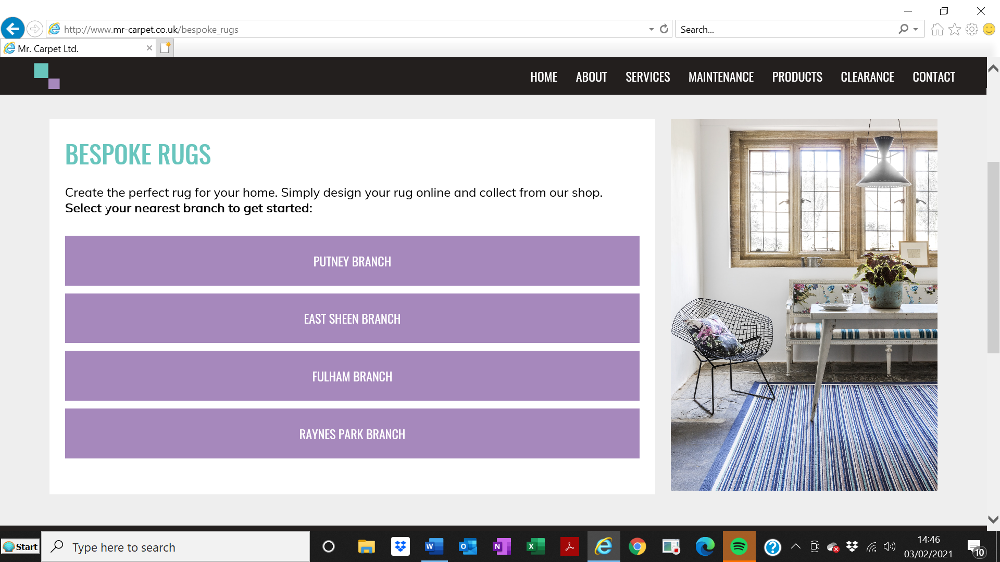 http://www.mr-carpet.co.uk/bespoke_rugs
Search...
Mr. Carpet Ltd.
HOME ABOUT SERVICES MAINTENANCE PRODUCTS CLEARANCE CONTACT
BESPOKE RUGS
Create the perfect rug for your home. Simply design your rug online and collect from our shop.
Select your nearest branch to get started:
PUTNEY BRANCH
EAST SHEEN BRANCH
FULHAM BRANCH
RAYNES PARK BRANCH
Start
Type here to search
14:46
03/02/2021
10